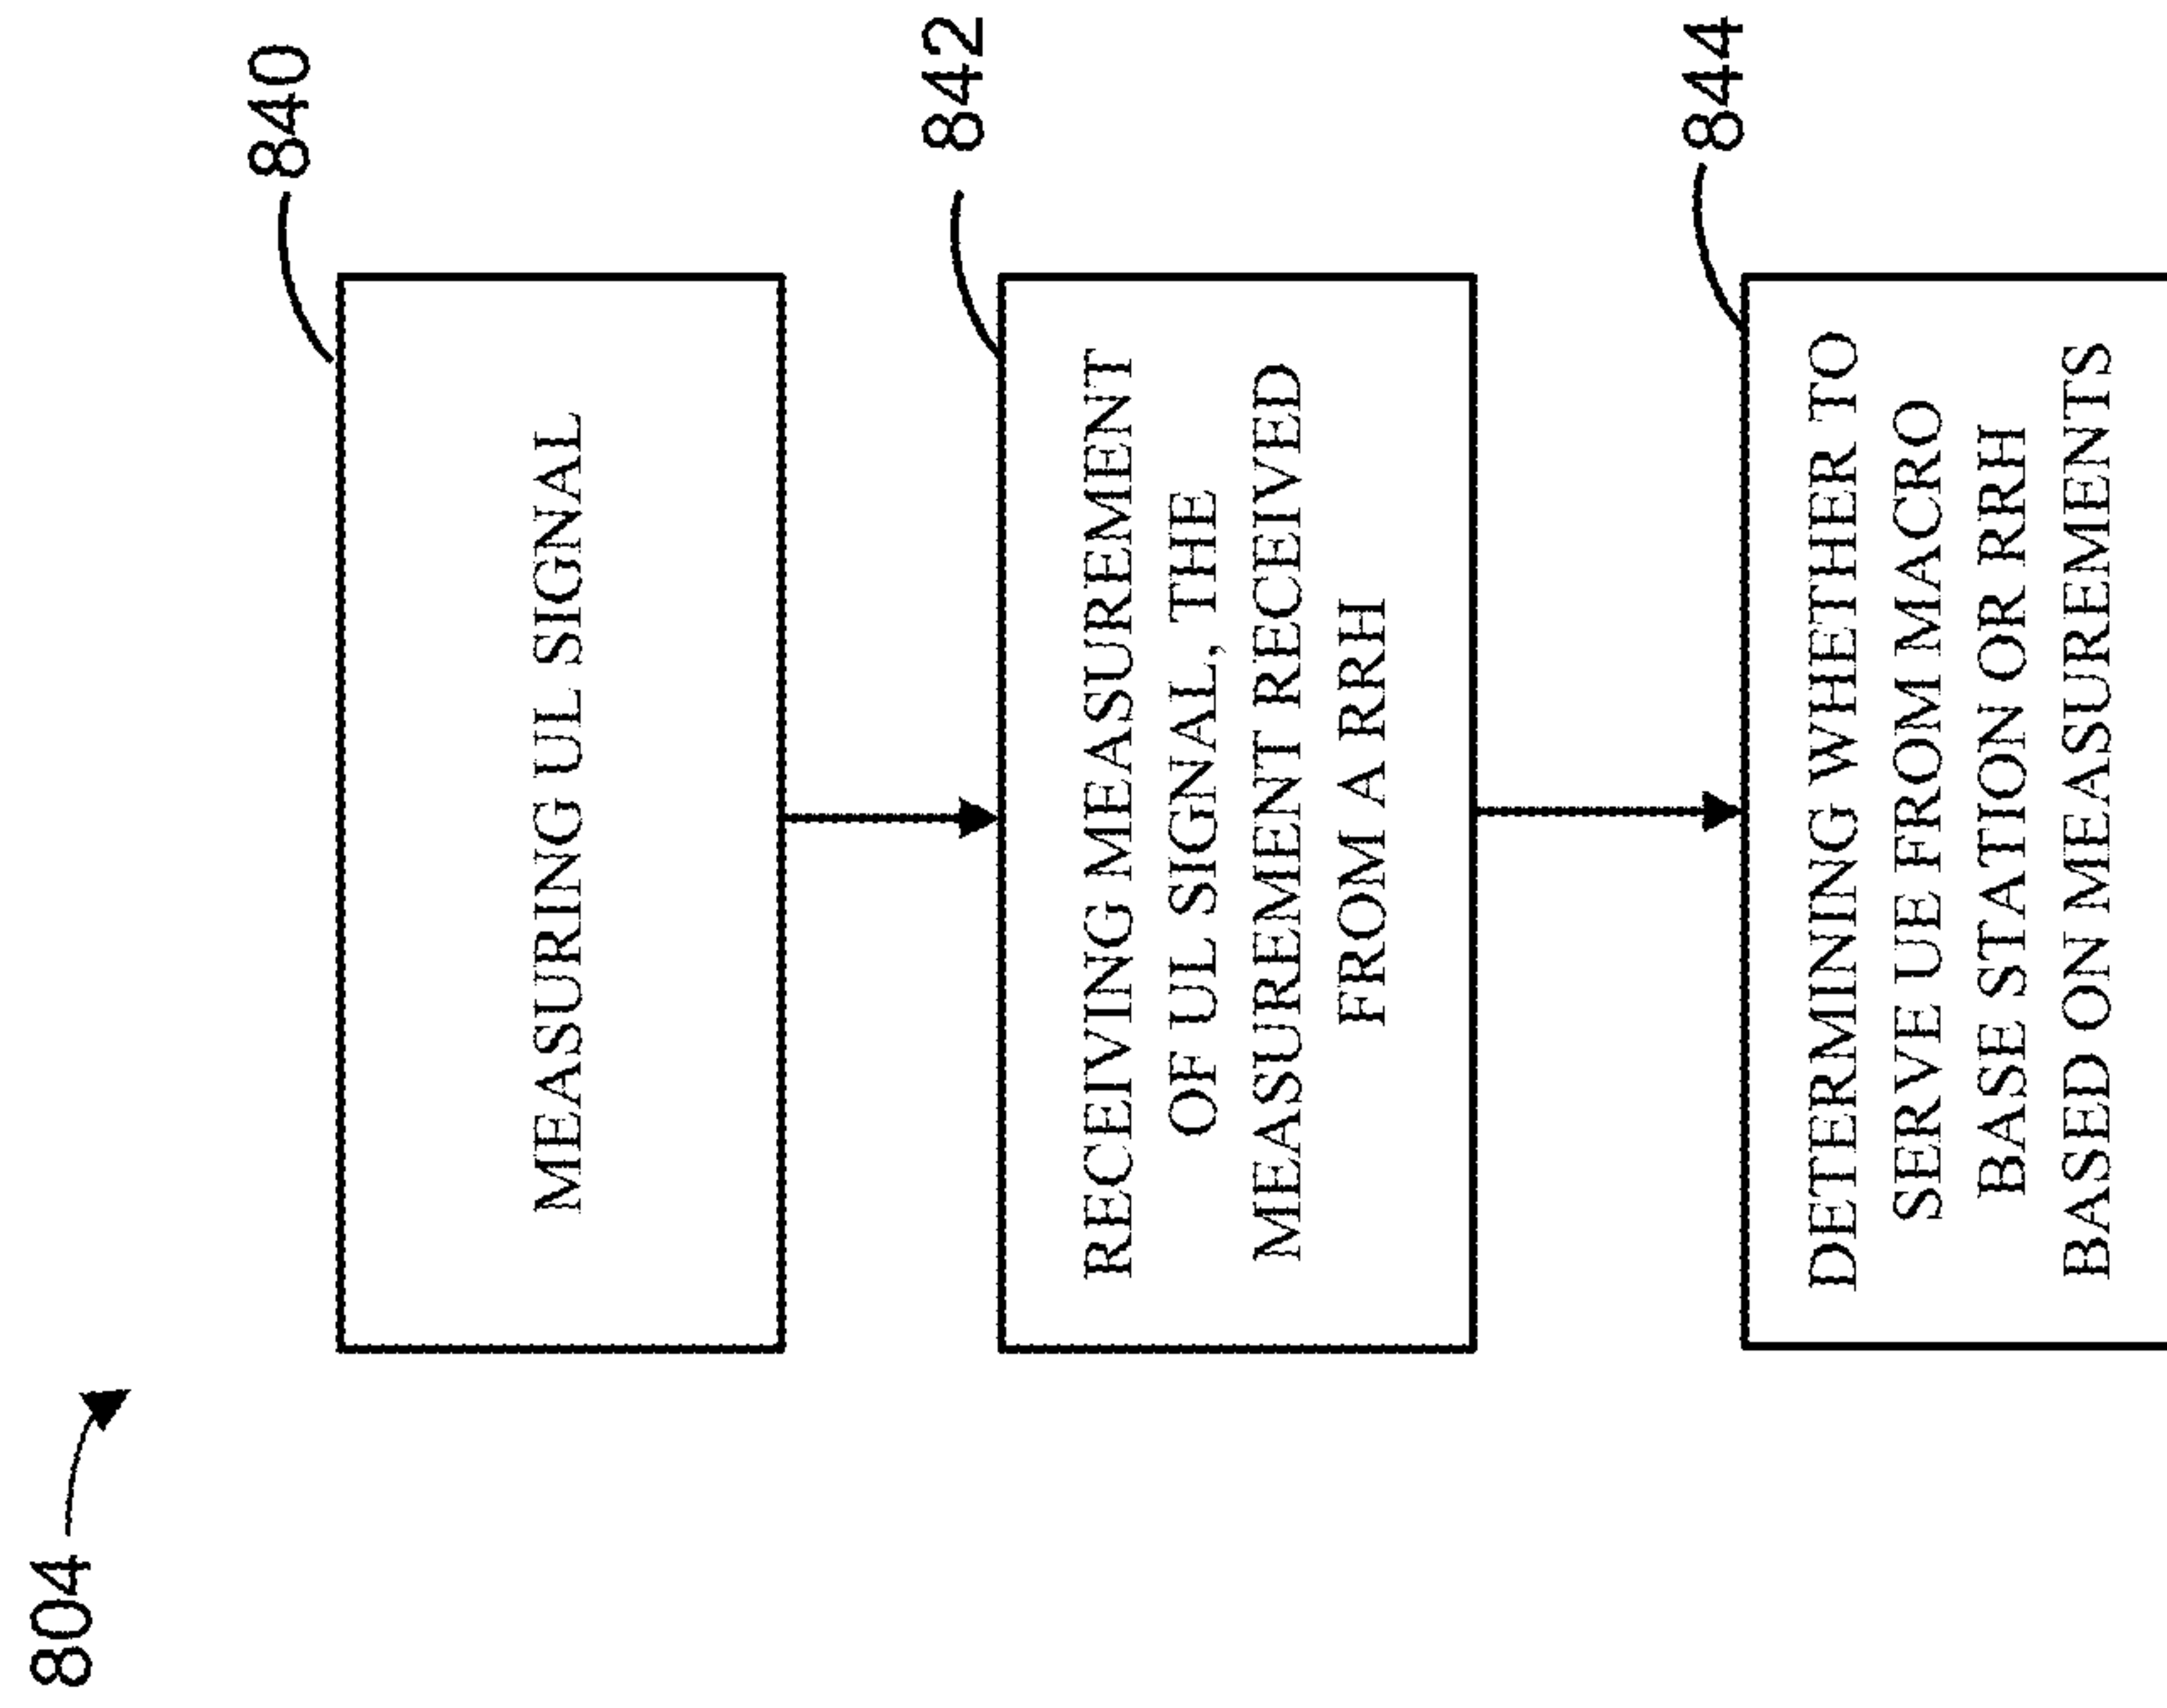 804
840
MEASURING UL SIGNAL
842
RECEIVING MEASUREMENT
OF UL SIGNAL, THE
MEASUREMENT RECEIVED
FROM A RRH
844
DETERMINING WHETHER TO
SERVE UE FROM MACRO
BASE STATION OR RRH
BASED ON MEASUREMENTS